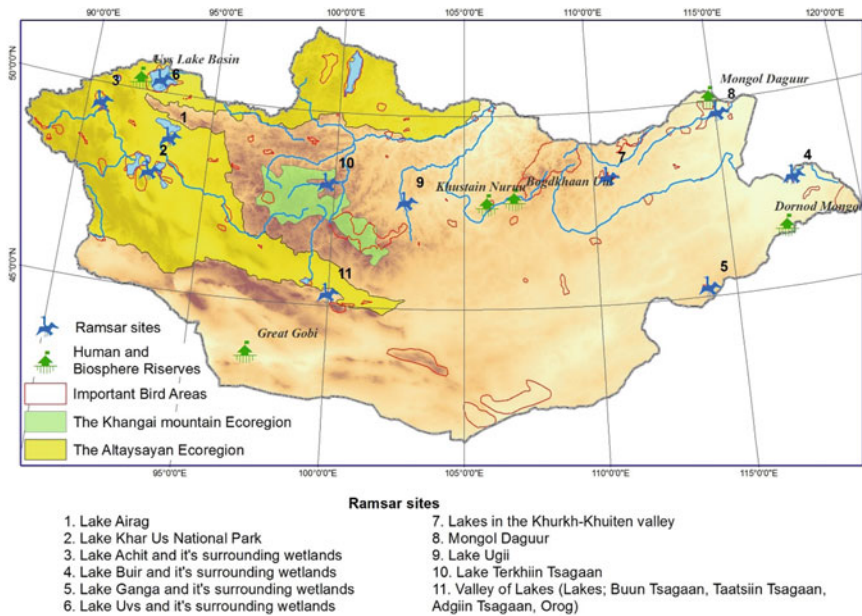 90°0'0"E 95°0'0"E 100°0'0"E 105°0'0"E 110°0'0"E 115°0'0"E 120°0'0"E
50°0'0"N
Uvs Lake Basin
3 6
Mongol Daguur
8
1
2
10
7
4
9
Khustain Nuruu
Bogdkhaan Uul
Dornod Mongol
45°0'0"N
11
5
Great Gobi
Ramsar sites
Human and
Biosphere Riserves
Important Bird Areas
The Khangai mountain Ecoregion
The Altaysayan Ecoregion
95°0'0"E 100°0'0"E 105°0'0"E 110°0'0"E 115°0'0"E
Ramsar sites
1. Lake Airag
2. Lake Khar Us National Park
3. Lake Achit and it's surrounding wetlands
4. Lake Buir and it's surrounding wetlands
5. Lake Ganga and it's surrounding wetlands
6. Lake Uvs and it's surrounding wetlands
7. Lakes in the Khurkh-Khuiten valley
8. Mongol Daguur
9. Lake Ugii
10. Lake Terkhiin Tsagaan
11. Valley of Lakes (Lakes; Buun Tsagaan, Taatsiin Tsagaan,
Adgiin Tsagaan, Orog)